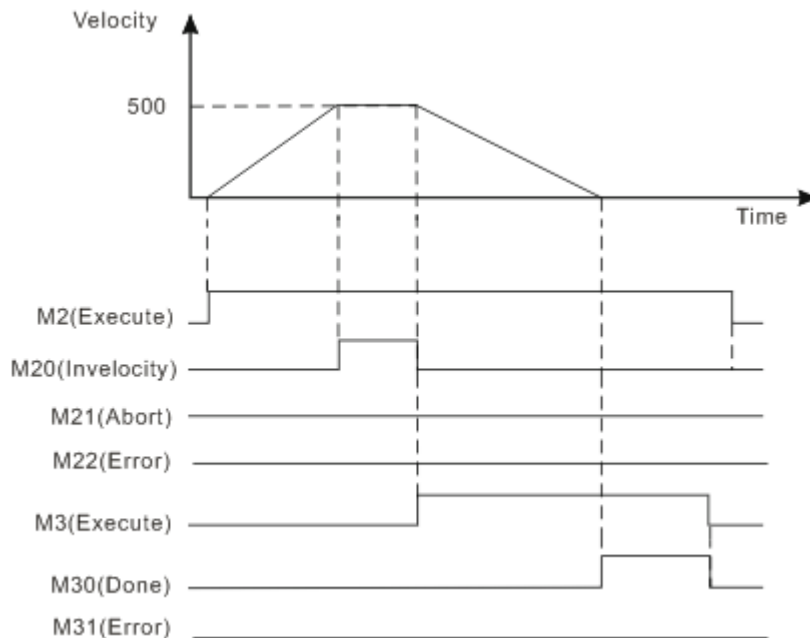 Velocity
500
Time
M2(Execute)
M20(Invelocity)
M21(Abort)
M22(Error)
M3(Execute)
M30(Done)
M31(Error)